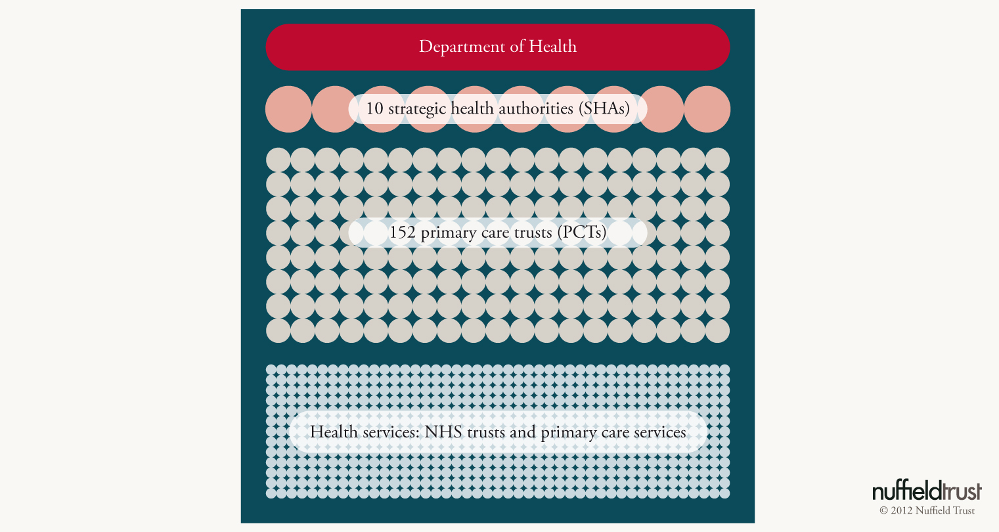 Department of Health
10 strategic health authorities (SHAs)
152 primary care trusts (PCTs)
Health services: NHS trusts and primary care services
nuffieldtrust
© 2012 Nuffield Trust